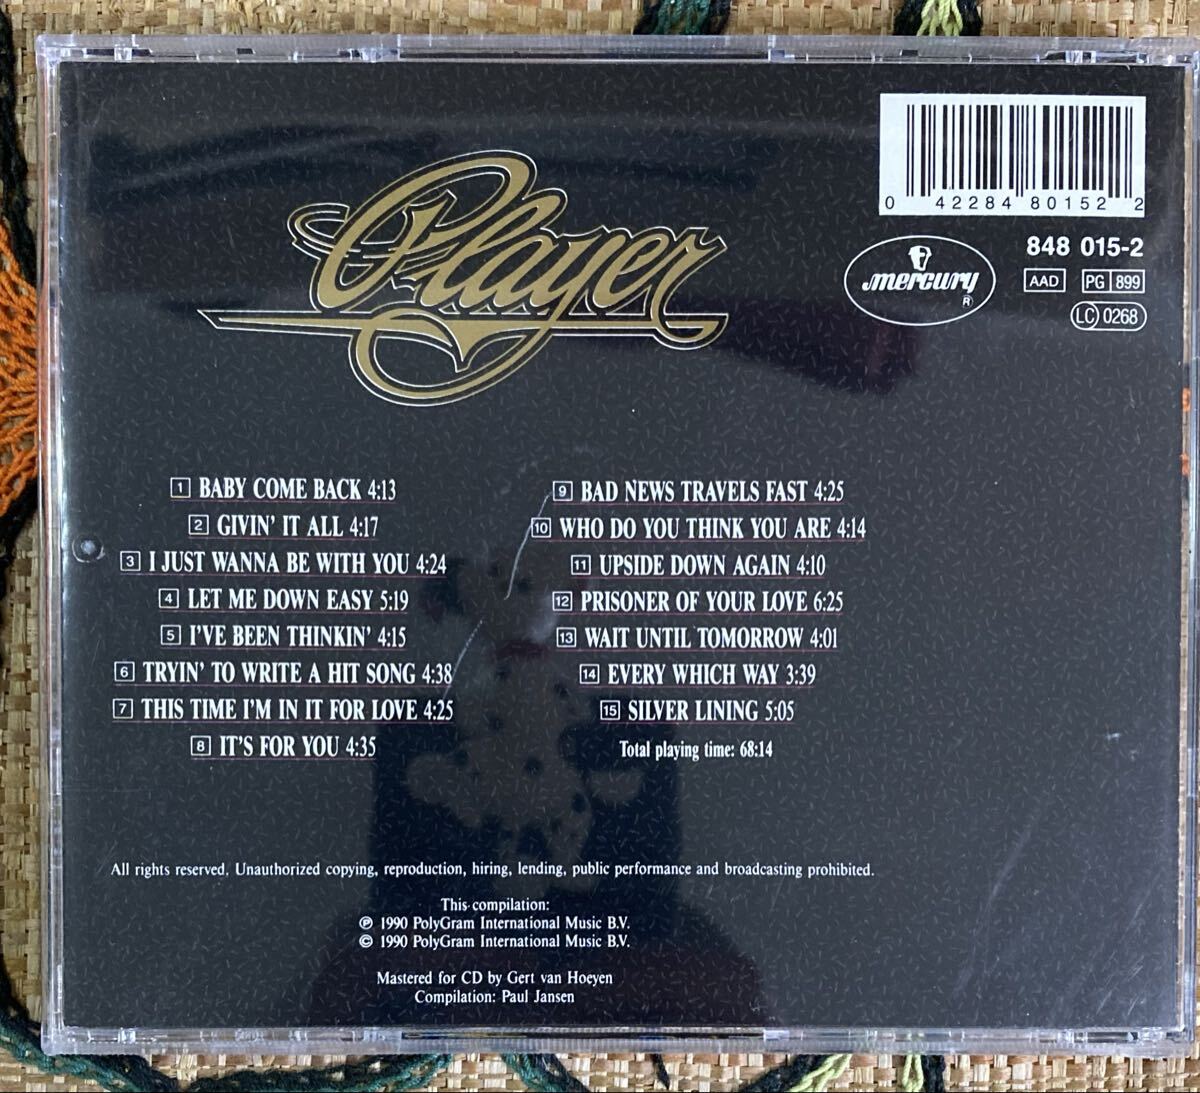 Player
0 42284 80152 2
mercury
®
848 015-2
AAD
PG 899
LC 0268
1 BABY COME BACK 4:13
2 GIVIN' IT ALL 4:17
3 I JUST WANNA BE WITH YOU 4:24
4 LET ME DOWN EASY 5:19
5 I'VE BEEN THINKIN' 4:15
6 TRYIN' TO WRITE A HIT SONG 4:38
7 THIS TIME I'M IN IT FOR LOVE 4:25
8 IT'S FOR YOU 4:35
9 BAD NEWS TRAVELS FAST 4:25
10 WHO DO YOU THINK YOU ARE 4:14
11 UPSIDE DOWN AGAIN 4:10
12 PRISONER OF YOUR LOVE 6:25
13 WAIT UNTIL TOMORROW 4:01
14 EVERY WHICH WAY 3:39
15 SILVER LINING 5:05
Total playing time: 68:14
All rights reserved. Unauthorized copying, reproduction, hiring, lending, public performance and broadcasting prohibited.
This compilation:
℗ 1990 PolyGram International Music B.V.
© 1990 PolyGram International Music B.V.
Mastered for CD by Gert van Hoeyen
Compilation: Paul Jansen